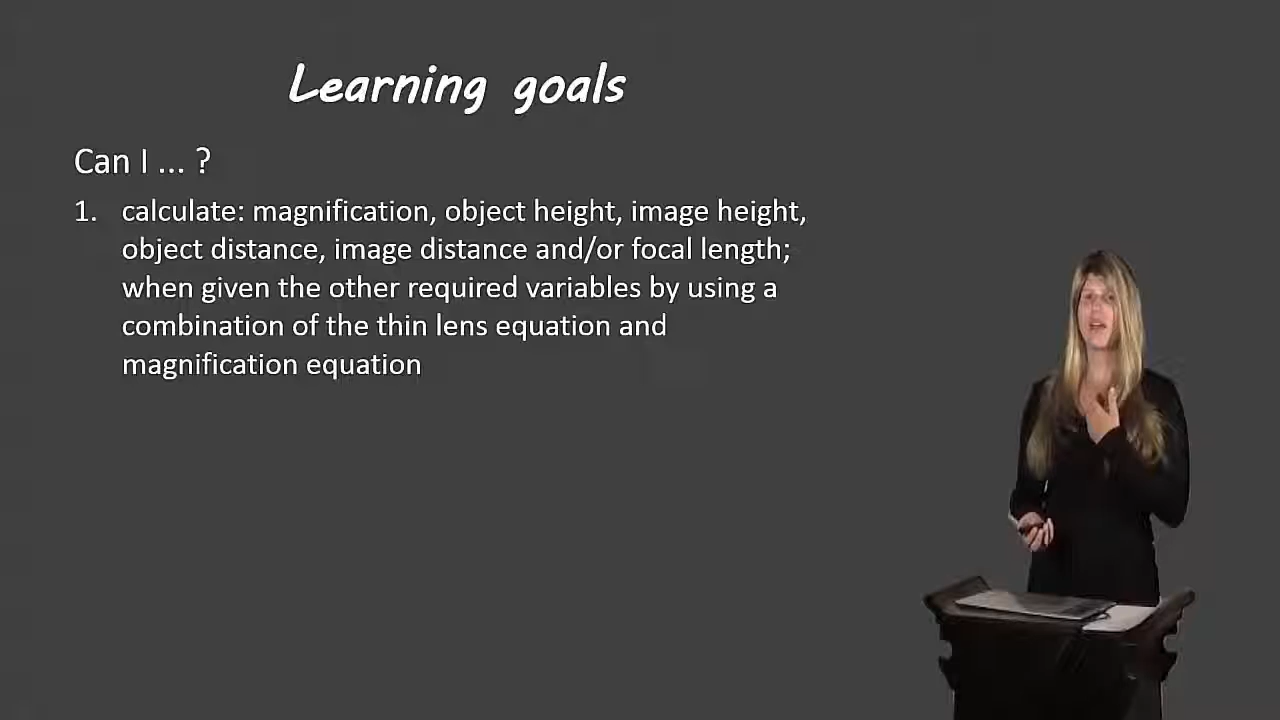 Learning goals
Can I ... ?
1. calculate: magnification, object height, image height,
object distance, image distance and/or focal length;
when given the other required variables by using a
combination of the thin lens equation and
magnification equation